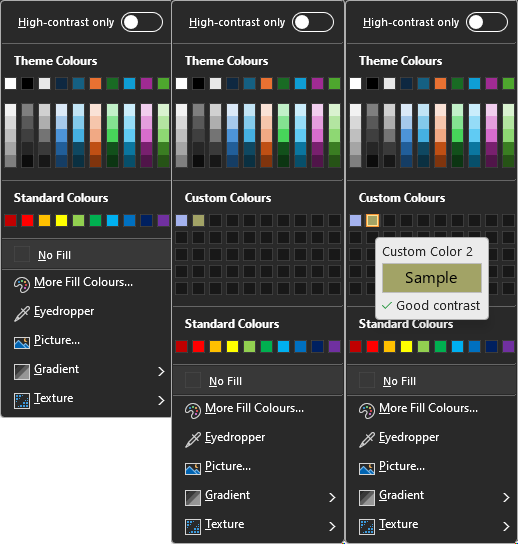 High-contrast only
Theme Colours
Standard Colours
No Fill
More Fill Colours...
Eyedropper
Picture...
Gradient
Texture
High-contrast only
Theme Colours
Custom Colours
Standard Colours
No Fill
More Fill Colours...
Eyedropper
Picture...
Gradient
Texture
High-contrast only
Theme Colours
Custom Colours
Custom Color 2
Sample
Good contrast
Standard Colours
No Fill
More Fill Colours...
Eyedropper
Picture...
Gradient
Texture